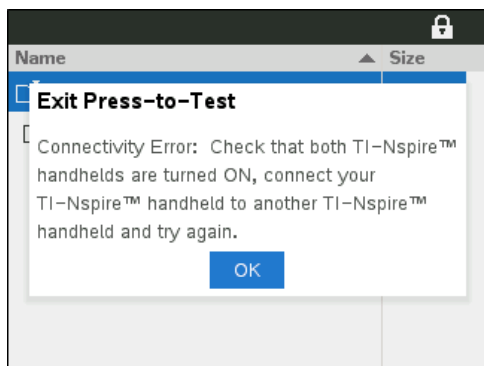 Name Size
Exit Press-to-Test
Connectivity Error:  Check that both TI-Nspire™
handhelds are turned ON, connect your
TI-Nspire™ handheld to another TI-Nspire™
handheld and try again.
OK